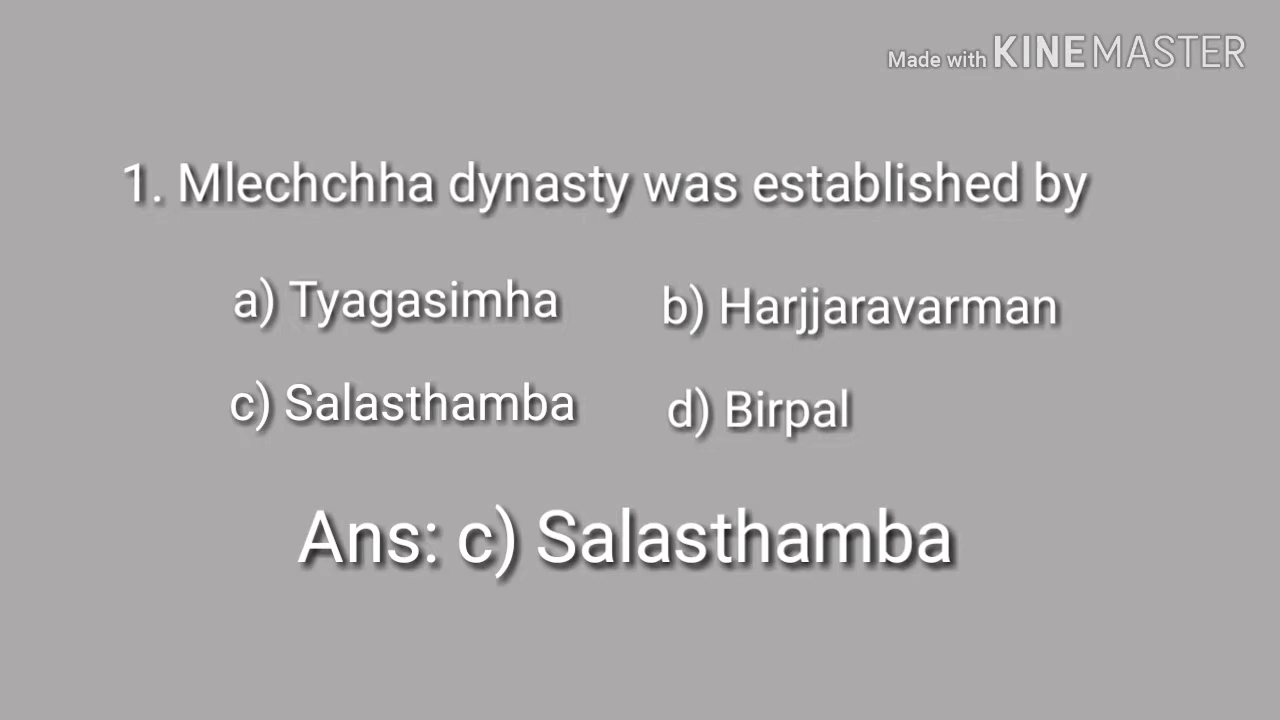 Made with KINEMASTER
1. Mlechchha dynasty was established by
a) Tyagasimha b) Harjjaravarman
c) Salasthamba d) Birpal
Ans: c) Salasthamba